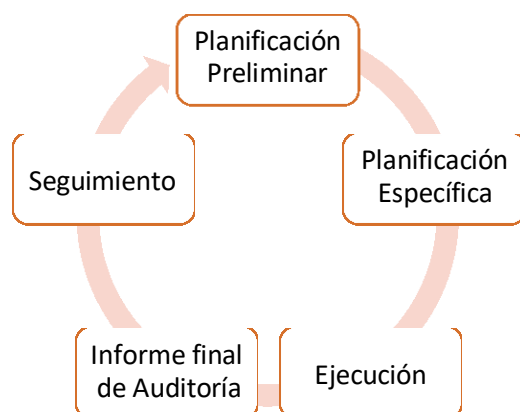 Planificación
Preliminar
Planificación
Específica
Ejecución
Informe final
de Auditoría
Seguimiento